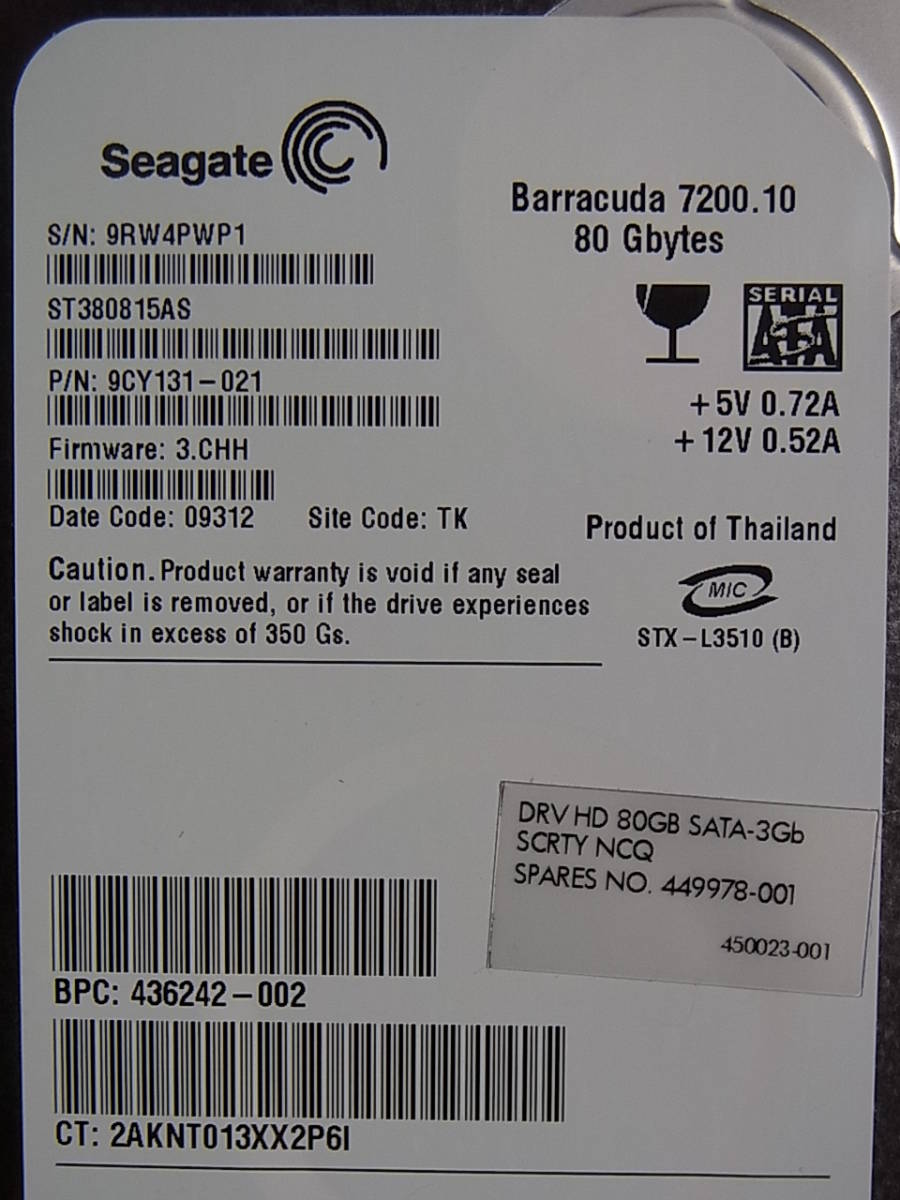 Seagate
Barracuda 7200.10
80 Gbytes
S/N: 9RW4PWP1
ST380815AS
P/N: 9CY131-021
Firmware: 3.CHH
Date Code: 09312 Site Code: TK
SERIAL
ATA
+5V 0.72A
+12V 0.52A
Product of Thailand
MIC
STX-L3510 (B)
Caution. Product warranty is void if any seal
or label is removed, or if the drive experiences
shock in excess of 350 Gs.
DRV HD 80GB SATA-3Gb
SCRTY NCQ
SPARES NO. 449978-001
450023-001
BPC: 436242-002
CT: 2AKNT013XX2P6I